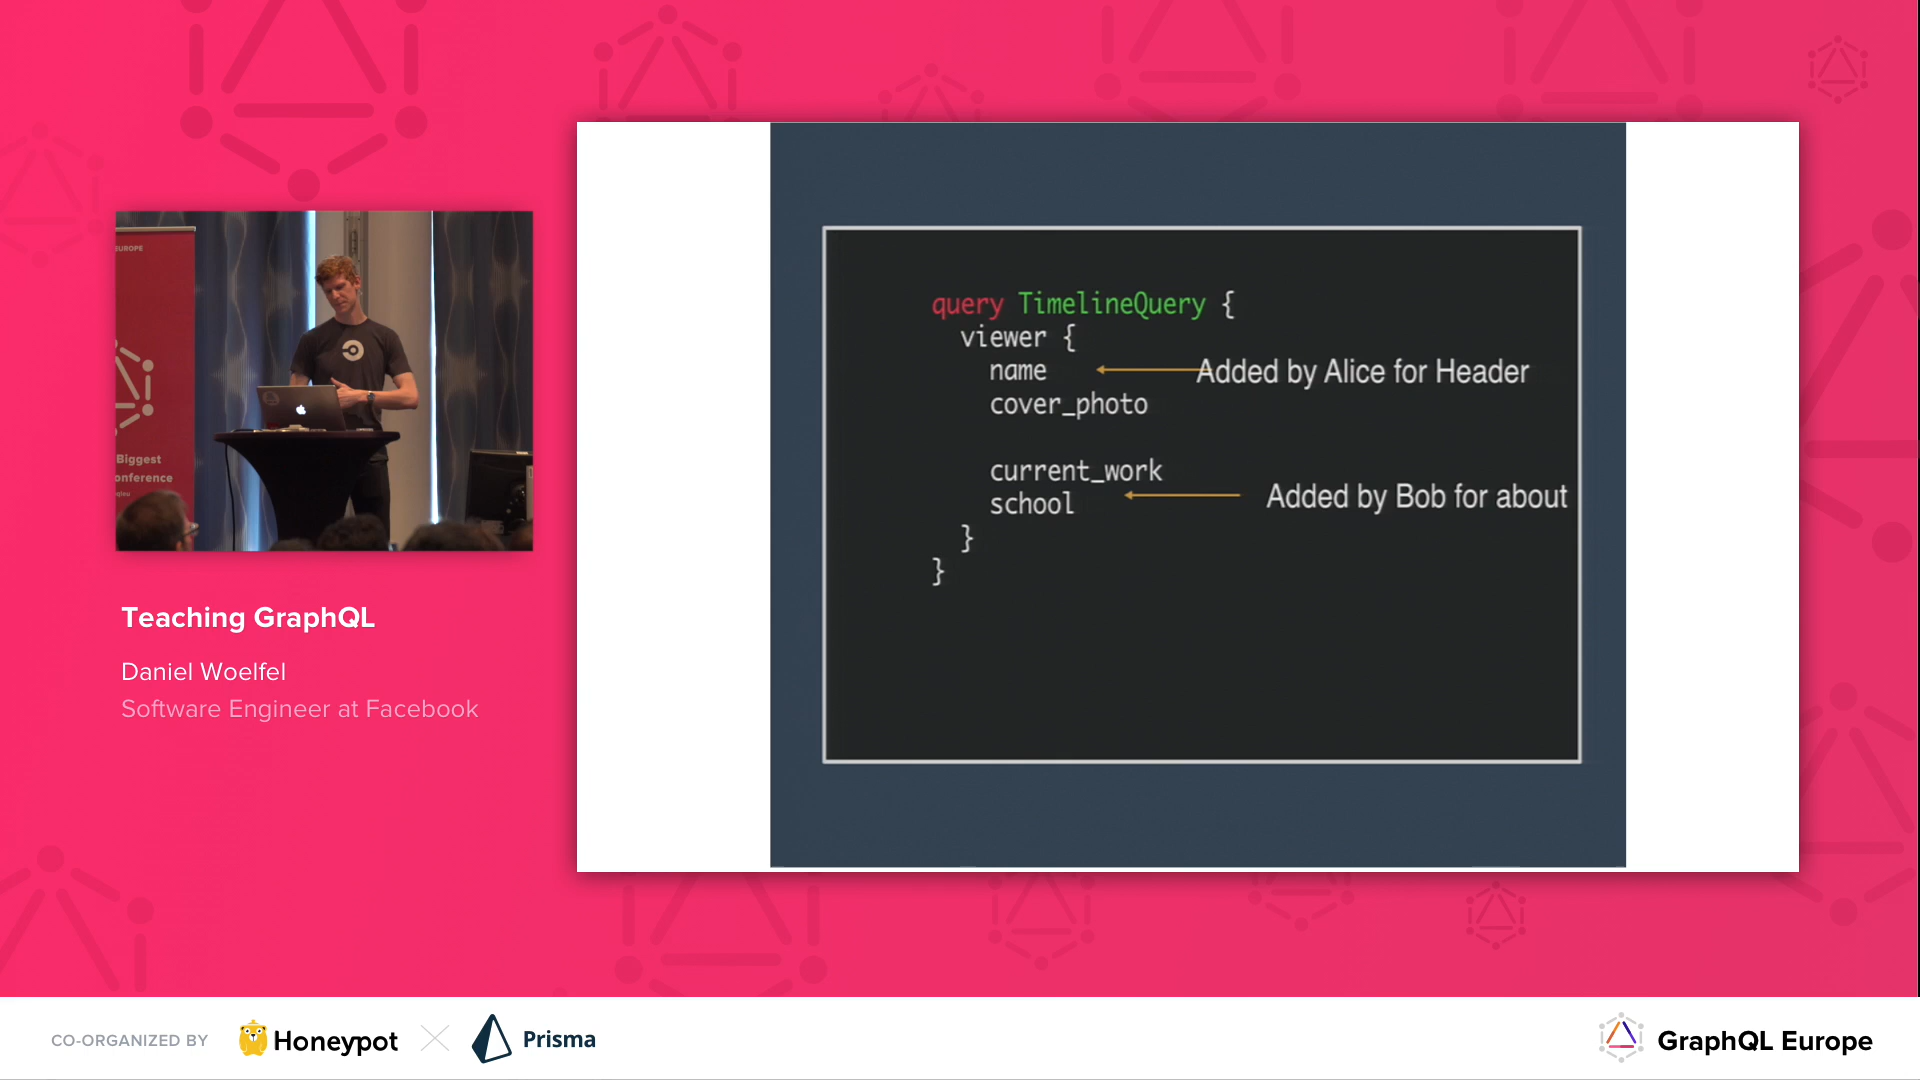 EUROPE
Biggest
onference
Teaching GraphQL
Daniel Woelfel
Software Engineer at Facebook
query TimelineQuery {
viewer {
name
Added by Alice for Header
cover_photo
current_work
school
Added by Bob for about
}
}
CO-ORGANIZED BY
Honeypot
Prisma
GraphQL Europe